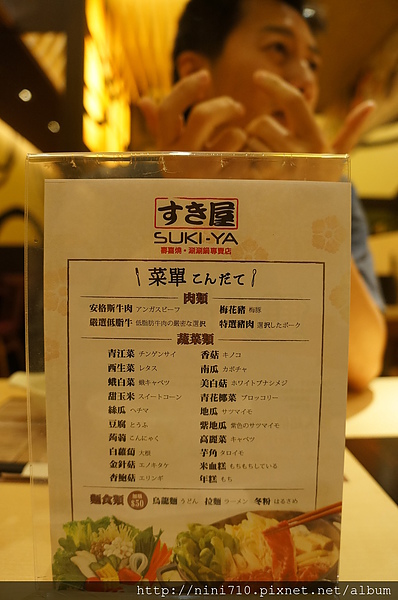 すき屋
SUKI-YA
壽喜燒・涮涮鍋專賣店
菜單 こんだて
肉類
安格斯牛肉 アンガスビーフ 梅花豬 梅豚
嚴選低脂牛 低脂肪牛肉の厳密な選択 特選豬肉 選択したポーク
蔬菜類
青江菜 チンゲンサイ 香菇 キノコ
西生菜 レタス 南瓜 カボチャ
娥白菜 蛾キャベツ 美白菇 ホワイトブナシメジ
甜玉米 スイートコーン 青花椰菜 ブロッコリー
絲瓜 ヘチマ 地瓜 サツマイモ
豆腐 とうふ 紫地瓜 紫色のサツマイモ
蒟蒻 こんにゃく 高麗菜 キャベツ
白蘿蔔 大樹 芋角 タロイモ
金針菇 エノキタケ 米血糕 もちもちしている
杏鮑菇 エリンギ 年糕 もち
麵食類 加購 $50 烏龍麵 うどん 拉麵 ラーメン 冬粉 はるさめ
http://nini710.pixnet.net/album